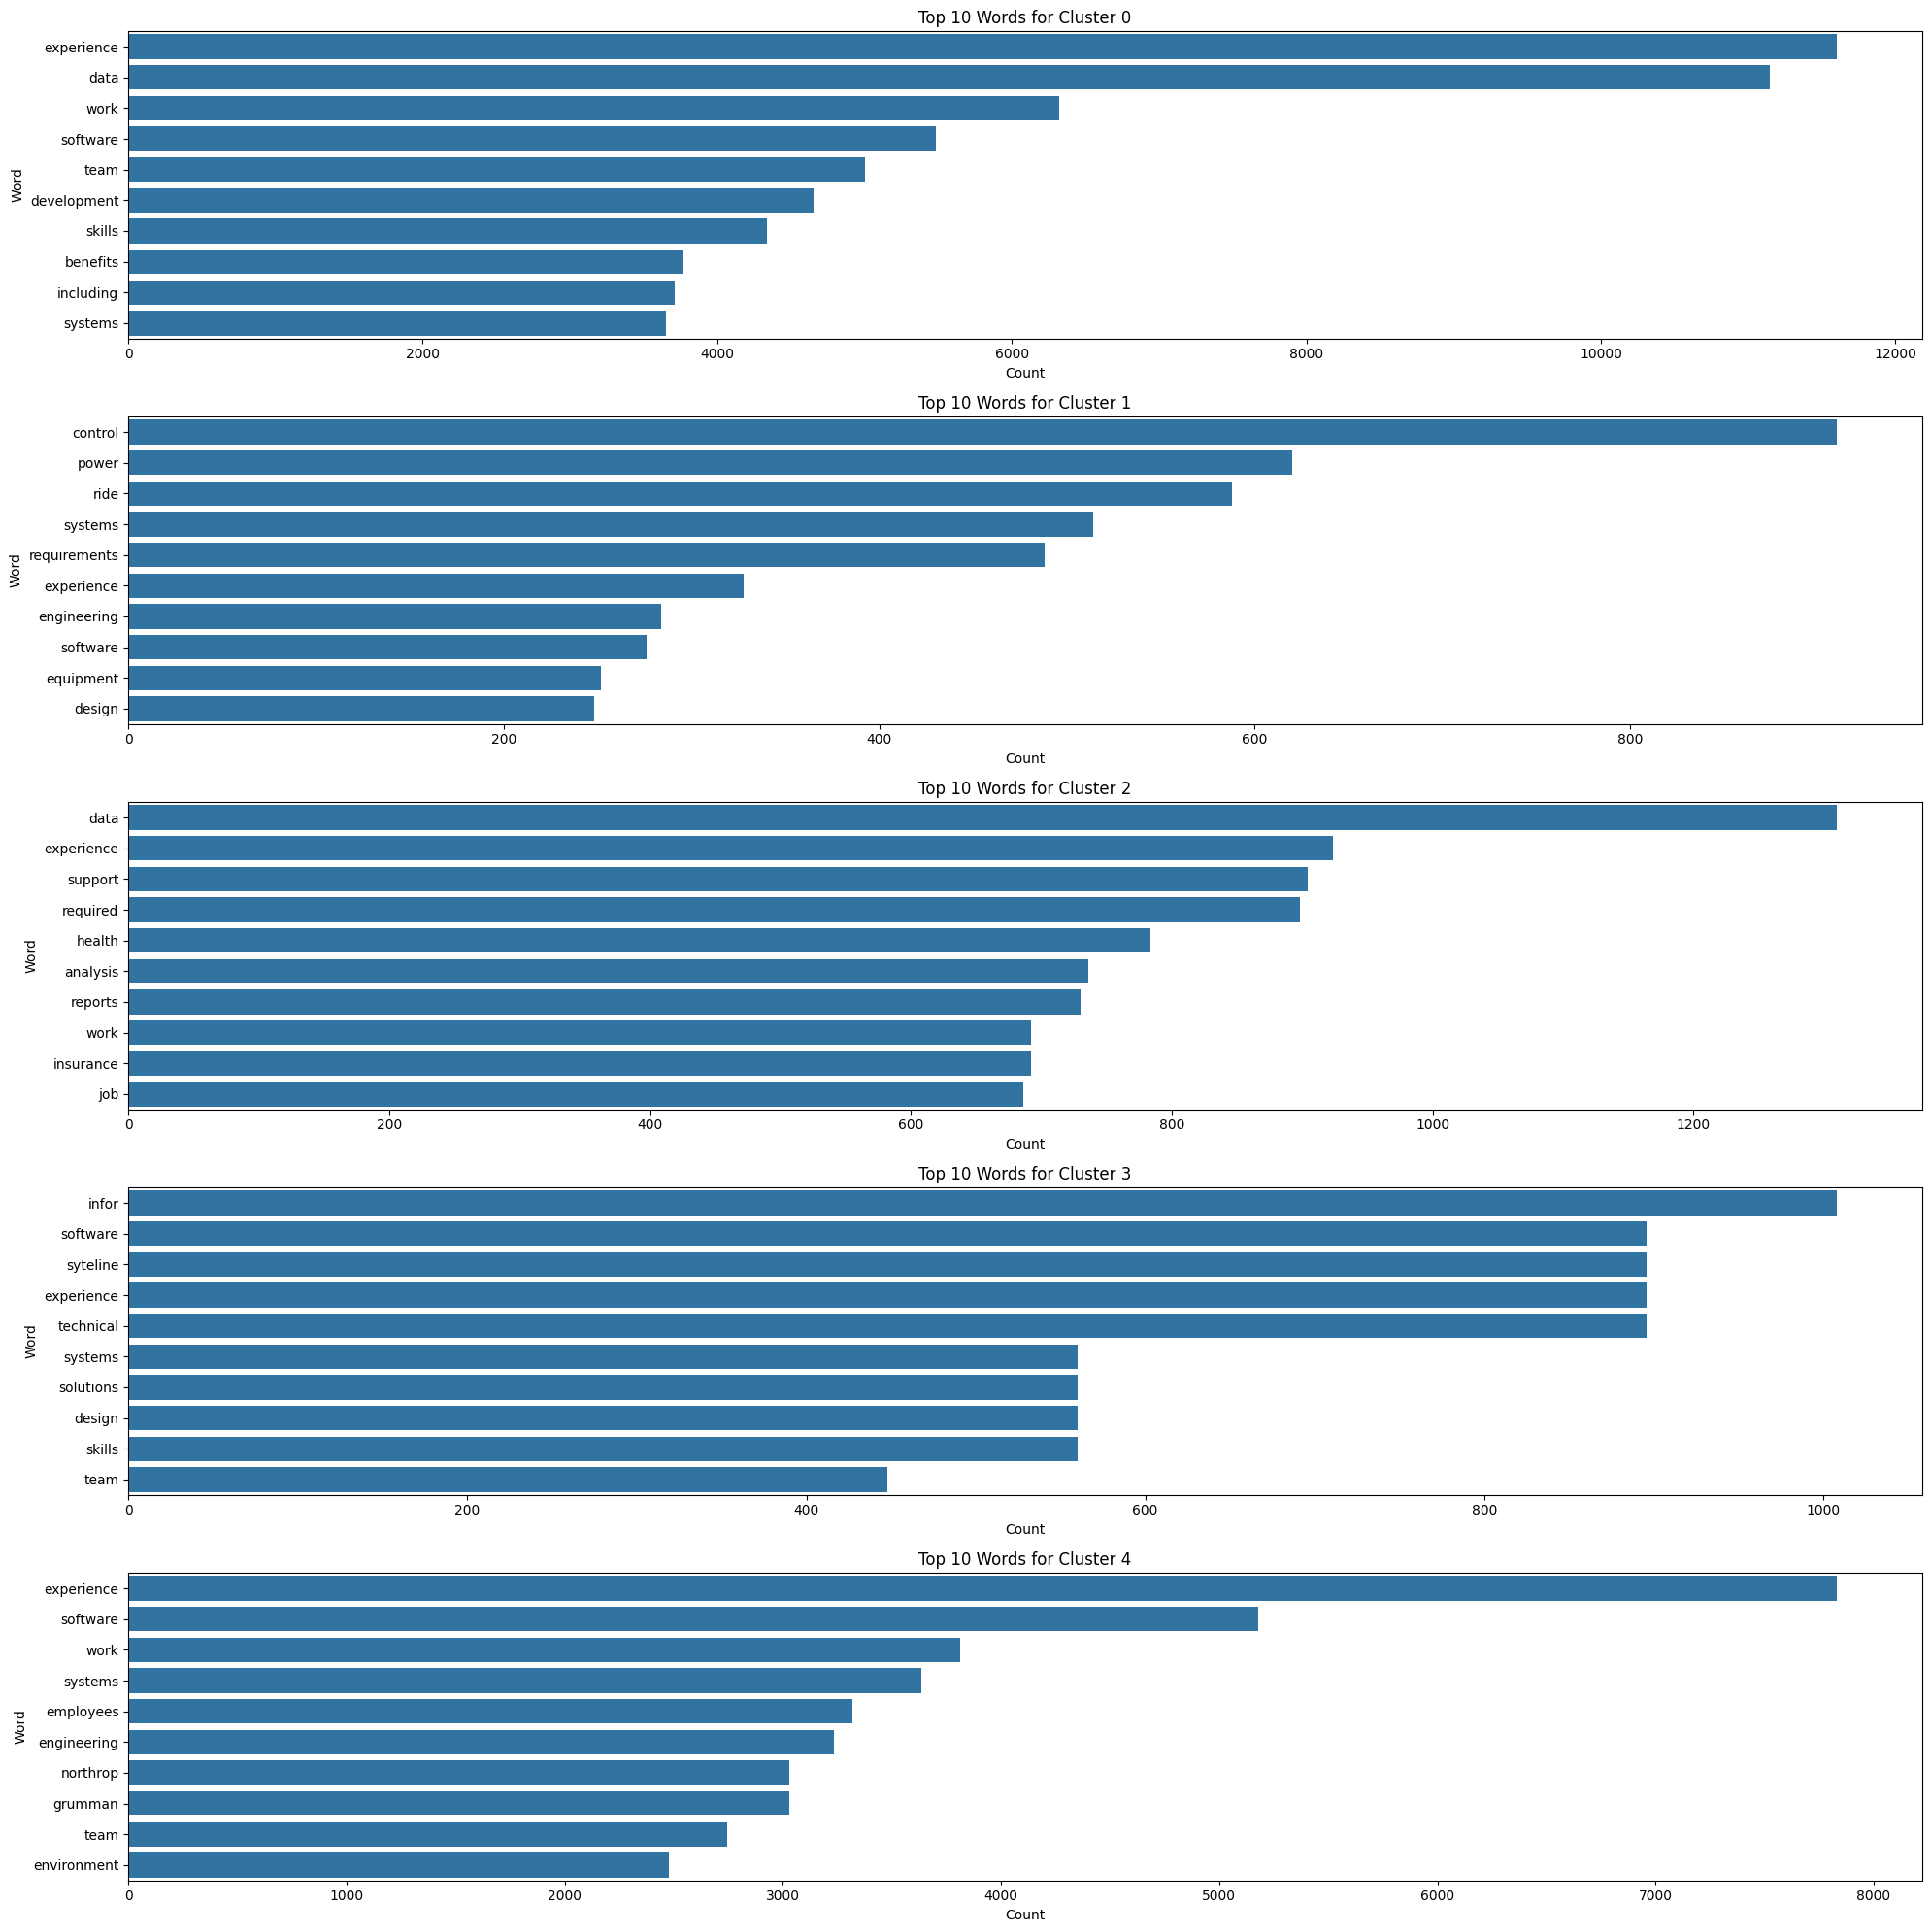 Top 10 Words for Cluster 0
experience
data
work
software
team
development
skills
benefits
including
systems
Word
0 2000 4000 6000 8000 10000 12000
Count
Top 10 Words for Cluster 1
control
power
ride
systems
requirements
experience
engineering
software
equipment
design
Word
0 200 400 600 800
Count
Top 10 Words for Cluster 2
data
experience
support
required
health
analysis
reports
work
insurance
job
Word
0 200 400 600 800 1000 1200
Count
Top 10 Words for Cluster 3
infor
software
syteline
experience
technical
systems
solutions
design
skills
team
Word
0 200 400 600 800 1000
Count
Top 10 Words for Cluster 4
experience
software
work
systems
employees
engineering
northrop
grumman
team
environment
Word
0 1000 2000 3000 4000 5000 6000 7000 8000
Count